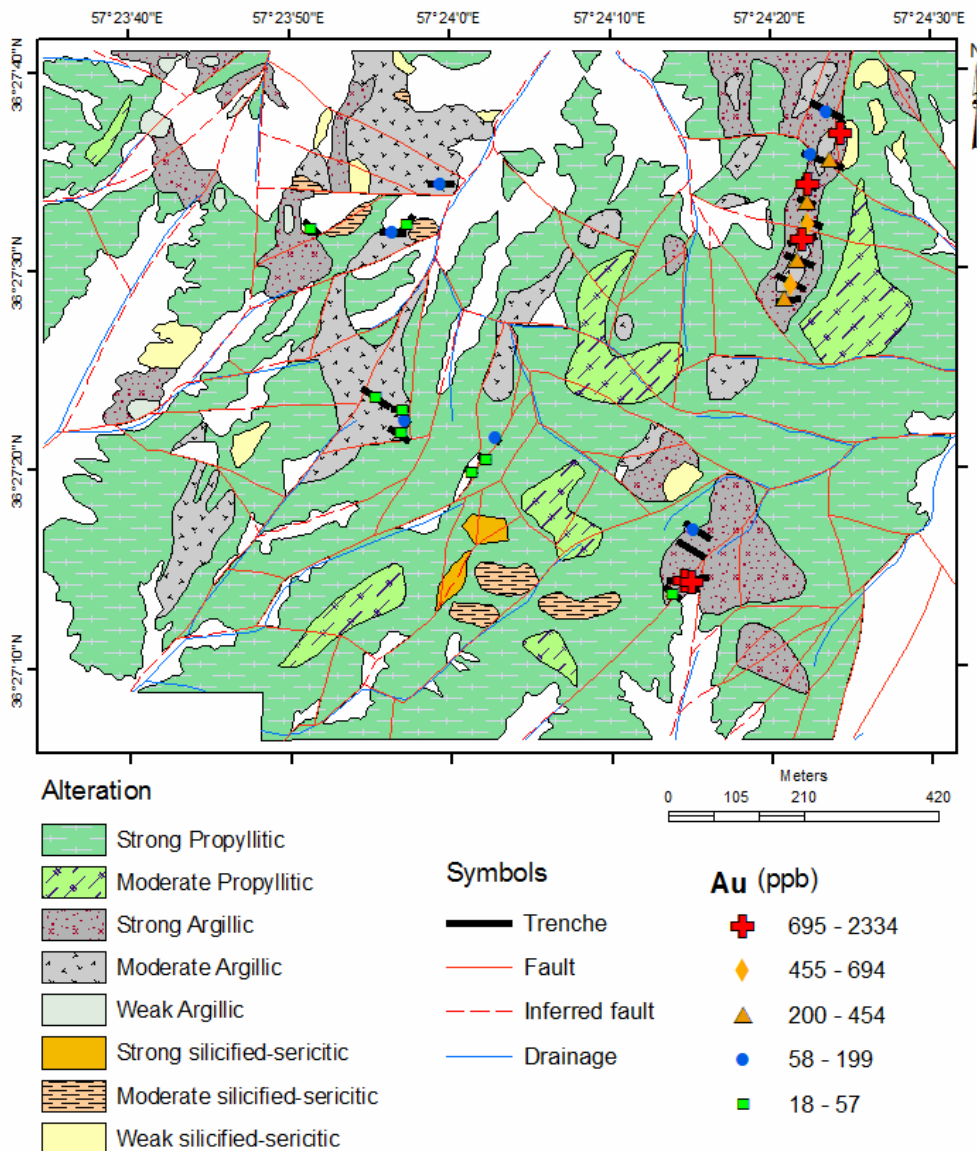 57°23'40"E 57°23'50"E 57°24'0"E 57°24'10"E 57°24'20"E 57°24'30"E
N
36°27'40"N
36°27'30"N
36°27'20"N
36°27'10"N
Meters
0 105 210 420
Alteration
Strong Propyllitic
Moderate Propyllitic
Strong Argillic
Moderate Argillic
Weak Argillic
Strong silicified-sericitic
Moderate silicified-sericitic
Weak silicified-sericitic
Symbols
Trenche
Fault
Inferred fault
Drainage
Au (ppb)
695 - 2334
455 - 694
200 - 454
58 - 199
18 - 57